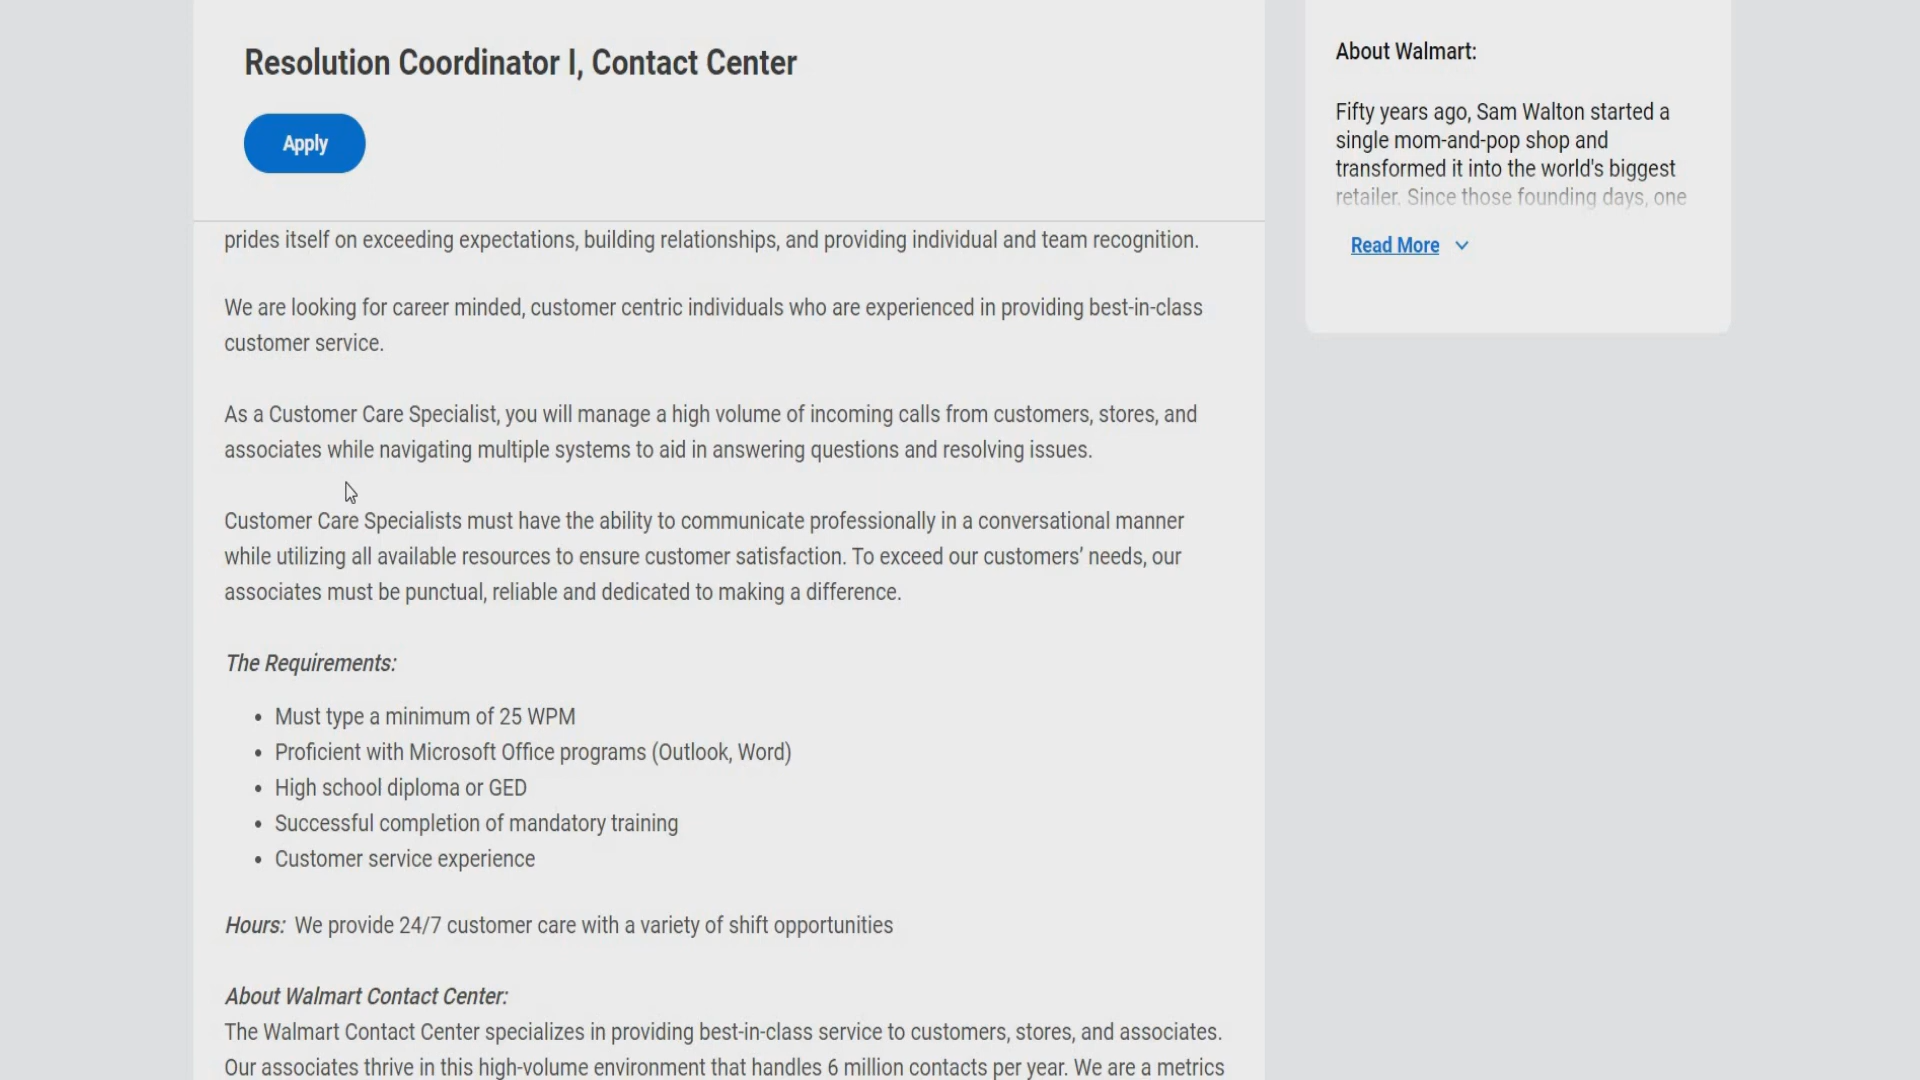 Resolution Coordinator I, Contact Center
Apply
prides itself on exceeding expectations, building relationships, and providing individual and team recognition.
We are looking for career minded, customer centric individuals who are experienced in providing best-in-class
customer service.
As a Customer Care Specialist, you will manage a high volume of incoming calls from customers, stores, and
associates while navigating multiple systems to aid in answering questions and resolving issues.
Customer Care Specialists must have the ability to communicate professionally in a conversational manner
while utilizing all available resources to ensure customer satisfaction. To exceed our customers’ needs, our
associates must be punctual, reliable and dedicated to making a difference.
The Requirements:
• Must type a minimum of 25 WPM
• Proficient with Microsoft Office programs (Outlook, Word)
• High school diploma or GED
• Successful completion of mandatory training
• Customer service experience
Hours: We provide 24/7 customer care with a variety of shift opportunities
About Walmart Contact Center:
The Walmart Contact Center specializes in providing best-in-class service to customers, stores, and associates.
Our associates thrive in this high-volume environment that handles 6 million contacts per year. We are a metrics
About Walmart:
Fifty years ago, Sam Walton started a
single mom-and-pop shop and
transformed it into the world's biggest
retailer. Since those founding days, one
Read More